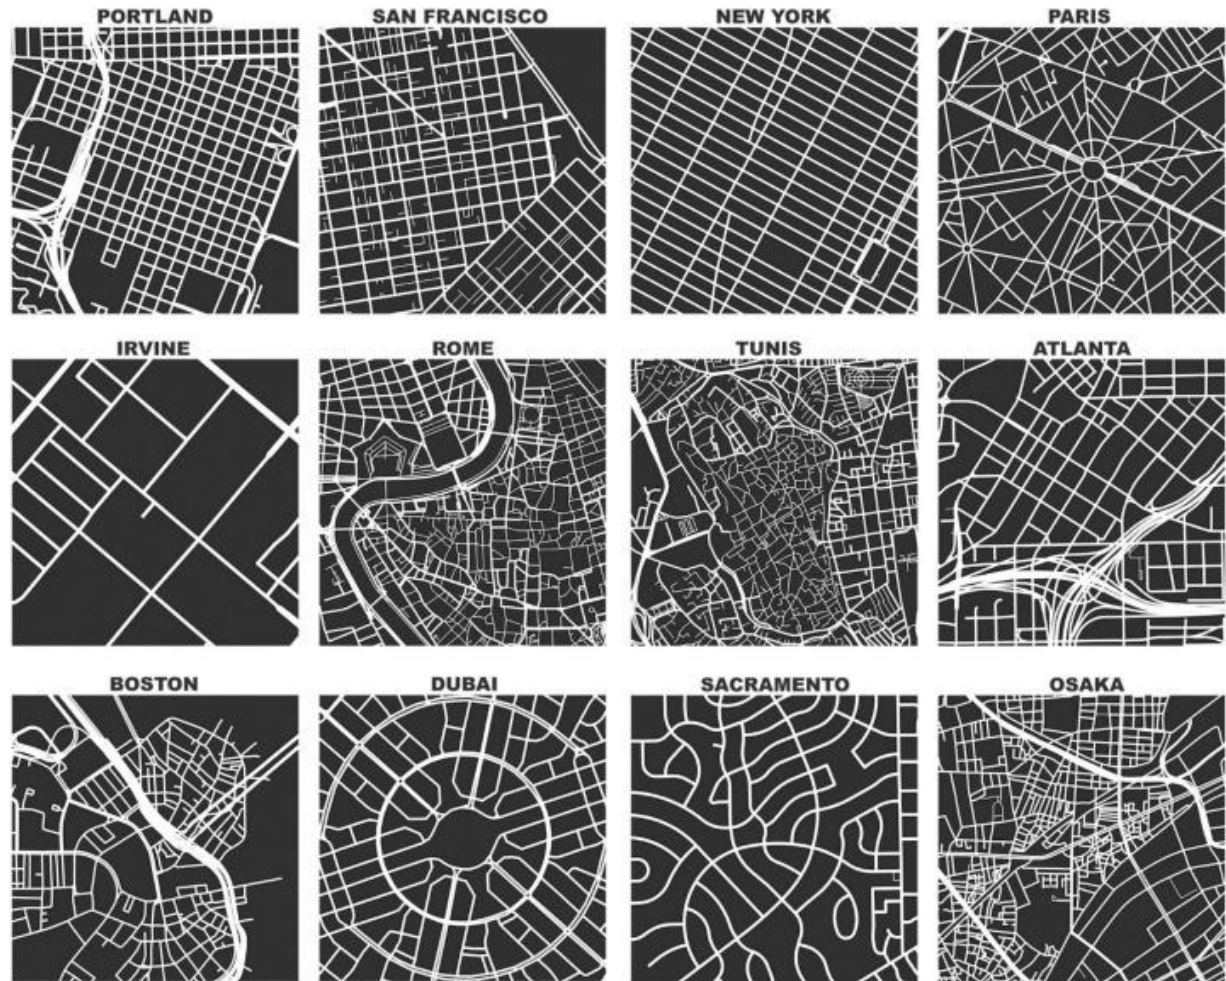 PORTLAND
SAN FRANCISCO
NEW YORK
PARIS
IRVINE
ROME
TUNIS
ATLANTA
BOSTON
DUBAI
SACRAMENTO
OSAKA